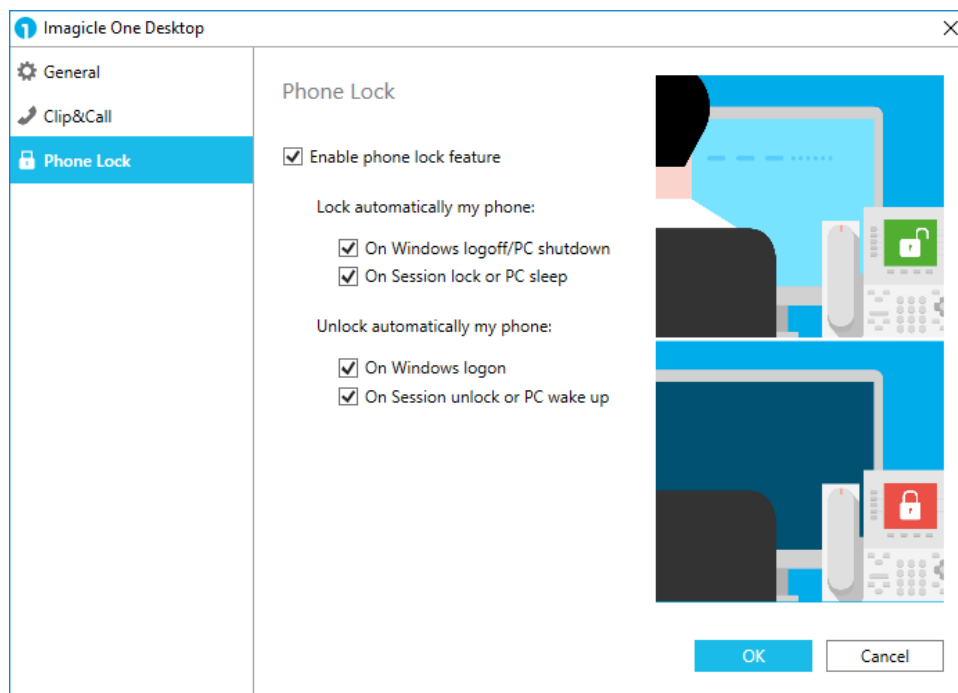 Imagicle One Desktop
General
Clip&Call
Phone Lock
Phone Lock
Enable phone lock feature
Lock automatically my phone:
On Windows logoff/PC shutdown
On Session lock or PC sleep
Unlock automatically my phone:
On Windows logon
On Session unlock or PC wake up
OK
Cancel